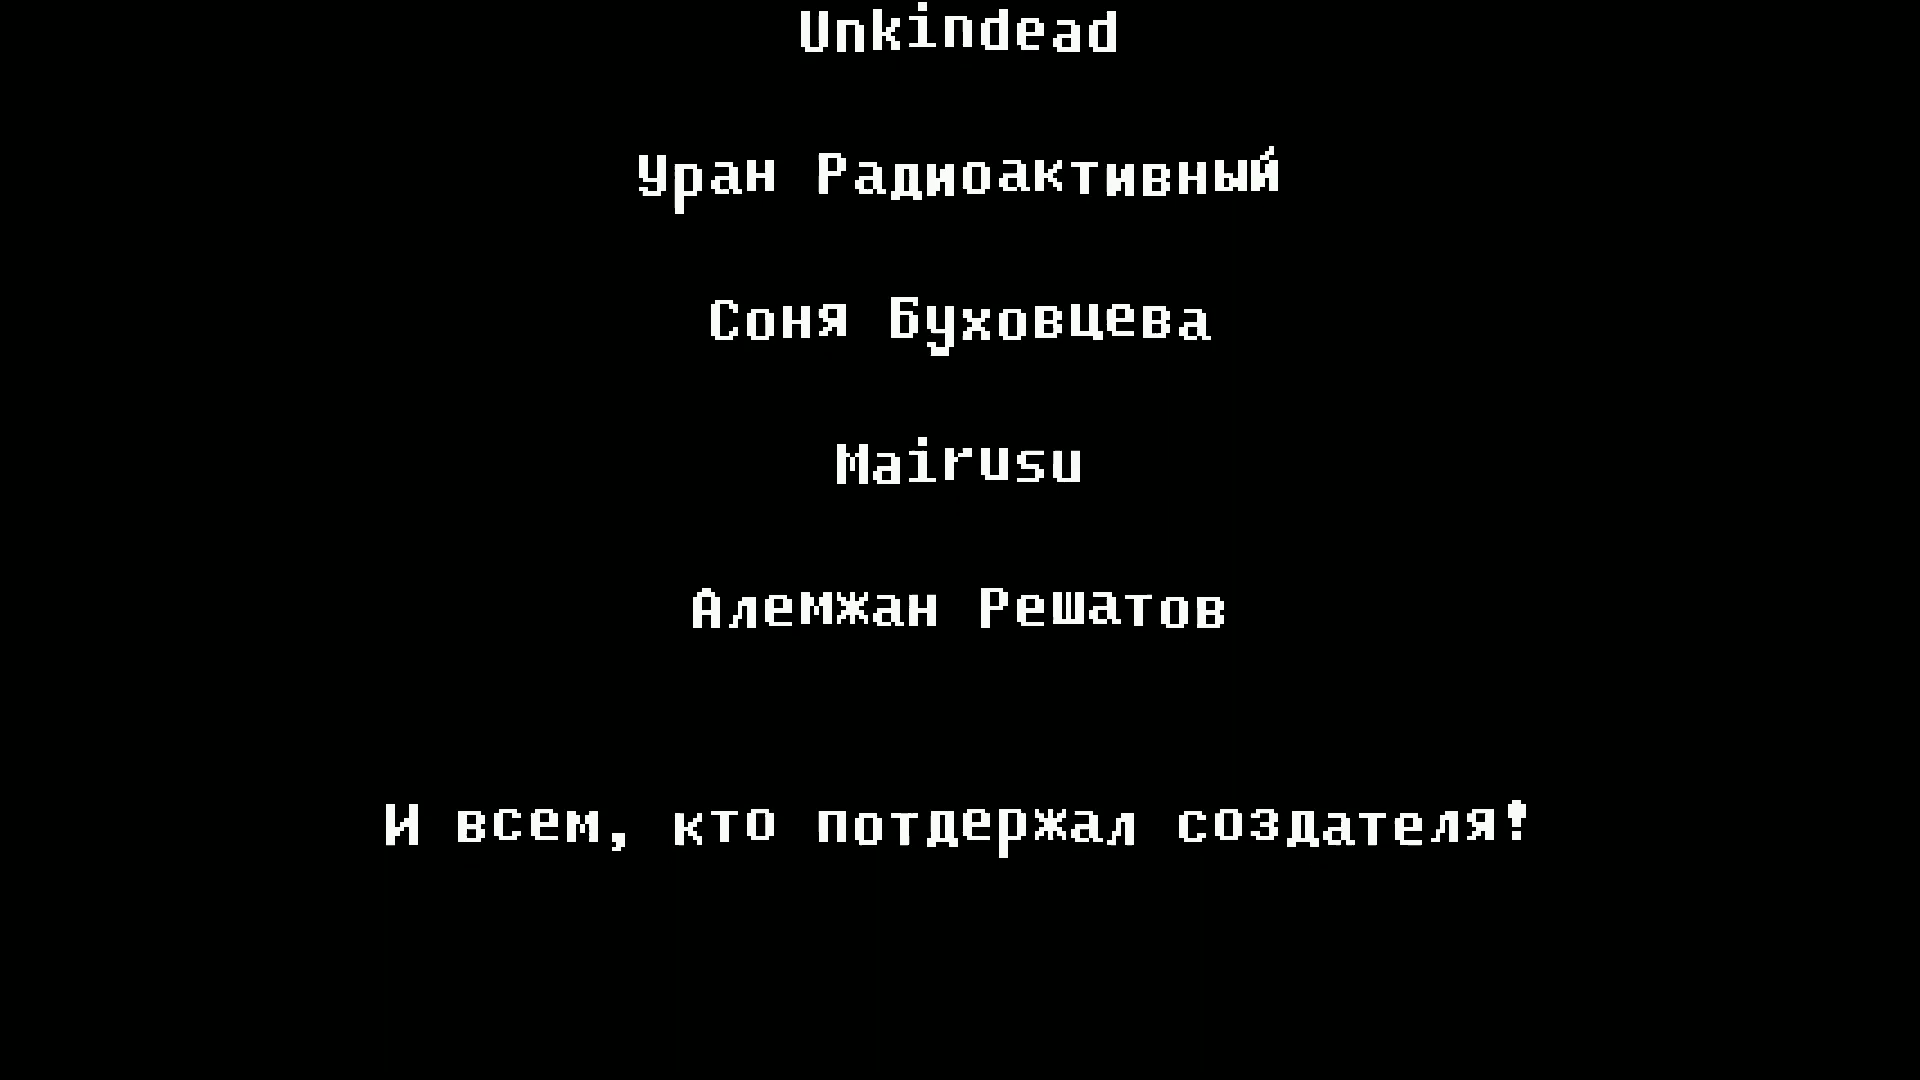 Unkindead
Уран Радиоактивный
Соня Буховцева
Mairusu
Алемжан Решатов
И всем, кто потдержал создателя!